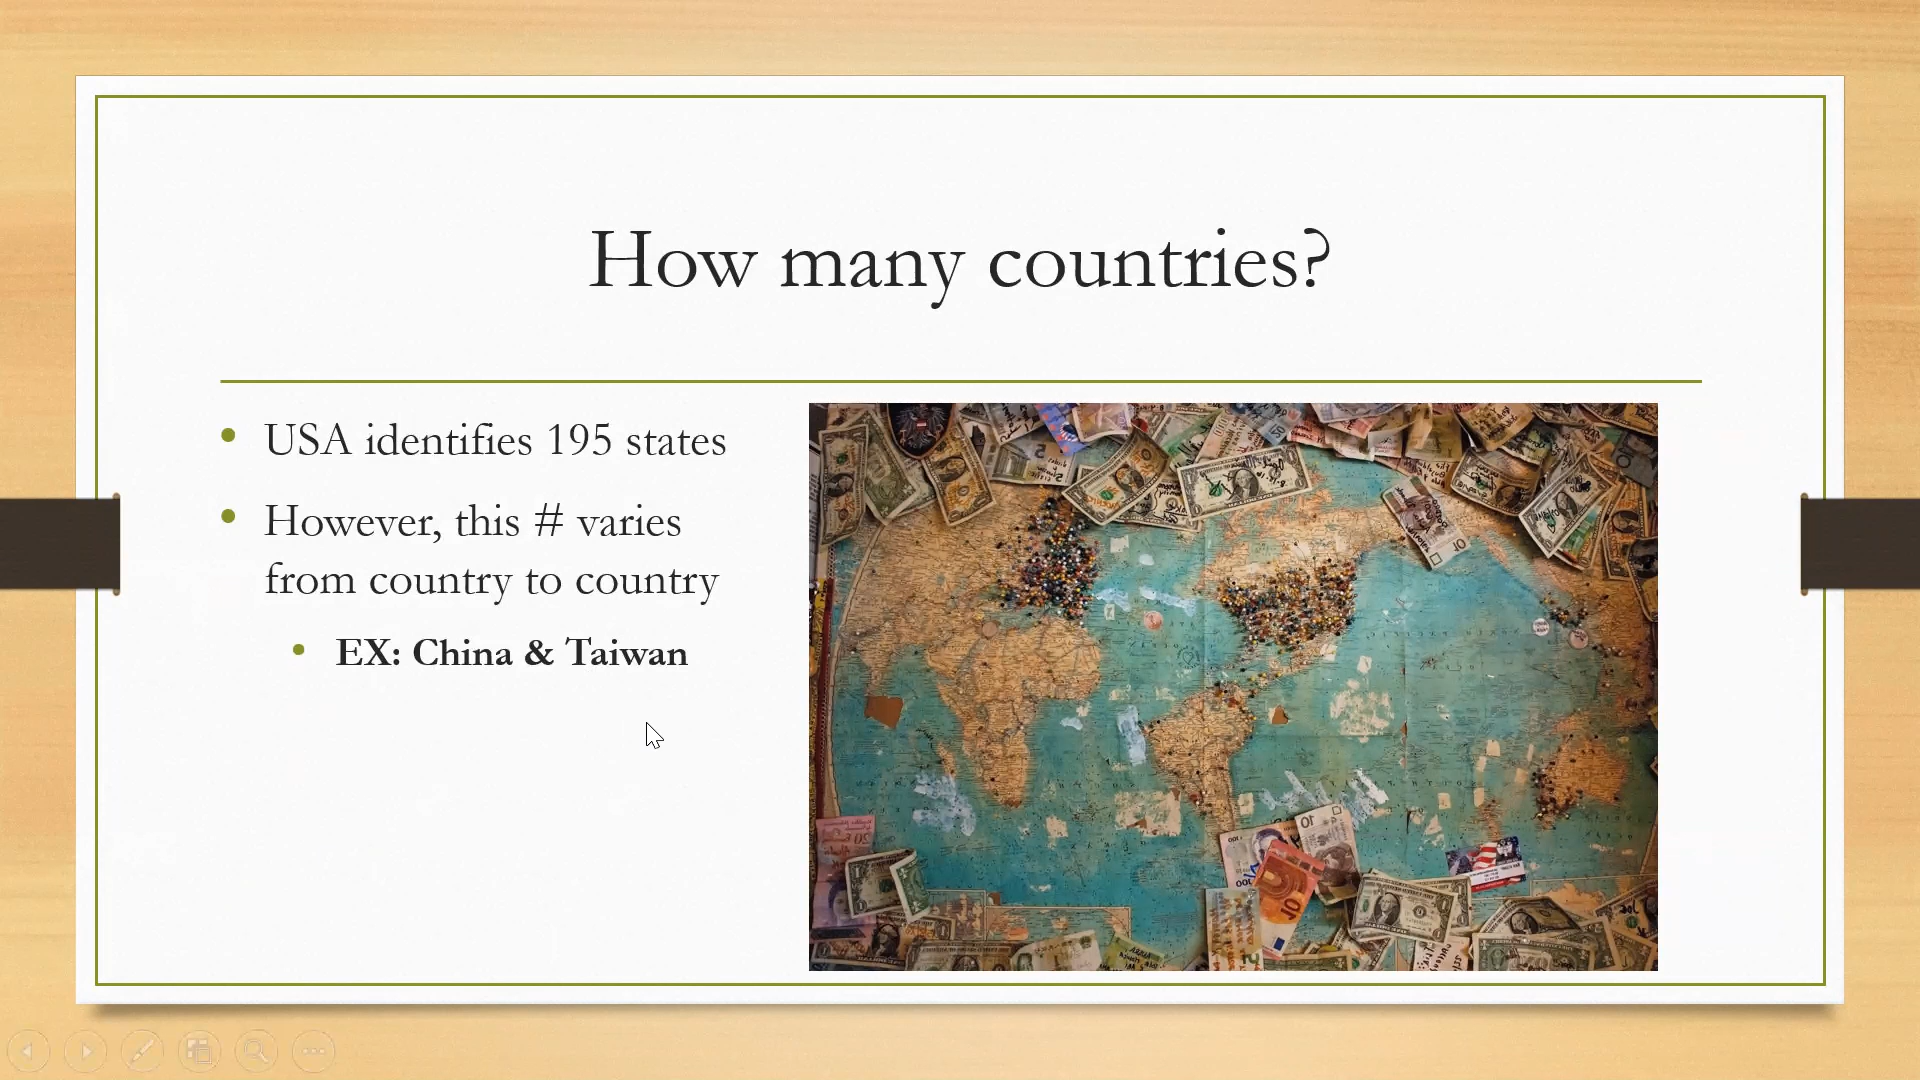 How many countries?
USA identifies 195 states
However, this # varies
from country to country
EX: China & Taiwan